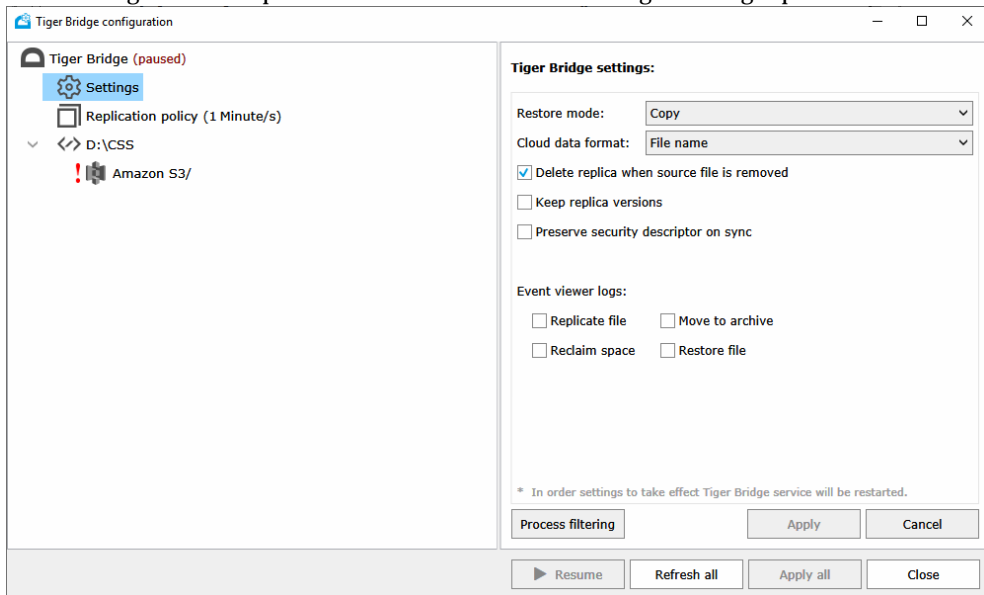 Tiger Bridge configuration
Tiger Bridge (paused)
Settings
Replication policy (1 Minute/s)
D:\CSS
Amazon S3/
Tiger Bridge settings:
Restore mode: Copy
Cloud data format: File name
Delete replica when source file is removed
Keep replica versions
Preserve security descriptor on sync
Event viewer logs:
Replicate file Move to archive
Reclaim space Restore file
* In order settings to take effect Tiger Bridge service will be restarted.
Process filtering Apply Cancel
Resume Refresh all Apply all Close